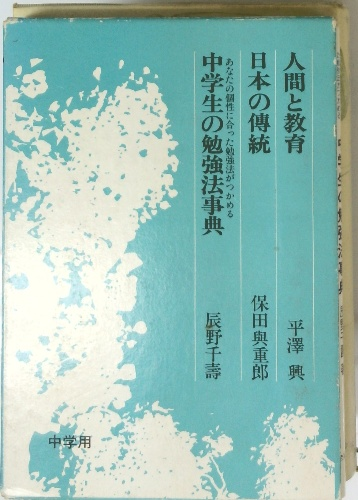 人間と教育 平澤興
日本の傳統 保田與重郎
あなたの個性に合った勉強法がつかめる
中学生の勉強法事典 辰野千壽
中学用